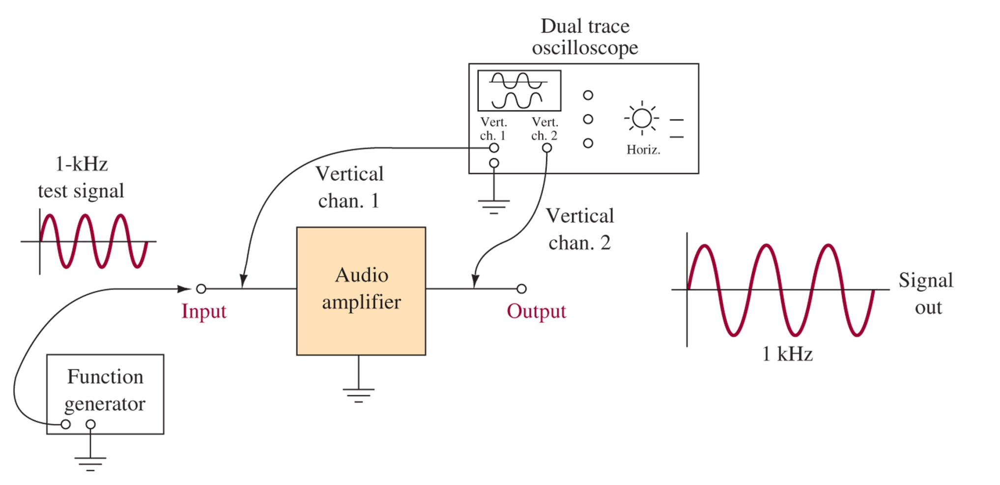 Dual trace
oscilloscope
Vert.
ch. 1
Vert.
ch. 2
Horiz.
1-kHz
test signal
Vertical
chan. 1
Vertical
chan. 2
Audio
amplifier
Input
Output
Signal
out
1 kHz
Function
generator